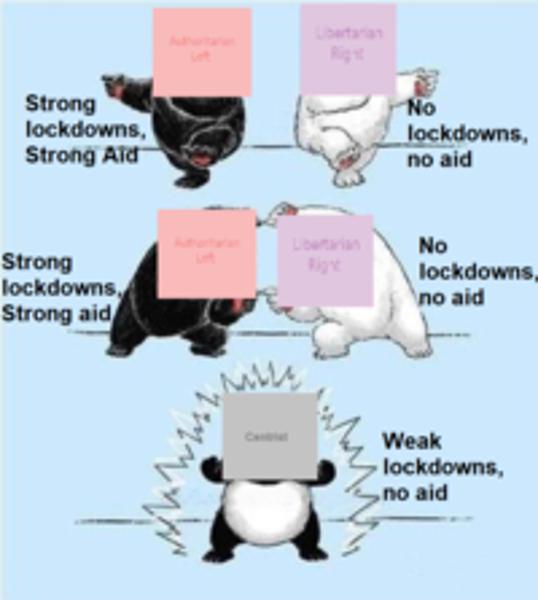 Authoritarian
Left
Libertarian
Right
Strong
lockdowns,
Strong Aid
No
lockdowns,
no aid
Authoritarian
Left
Libertarian
Right
Strong
lockdowns,
Strong aid
No
lockdowns,
no aid
Centrist
Weak
lockdowns,
no aid